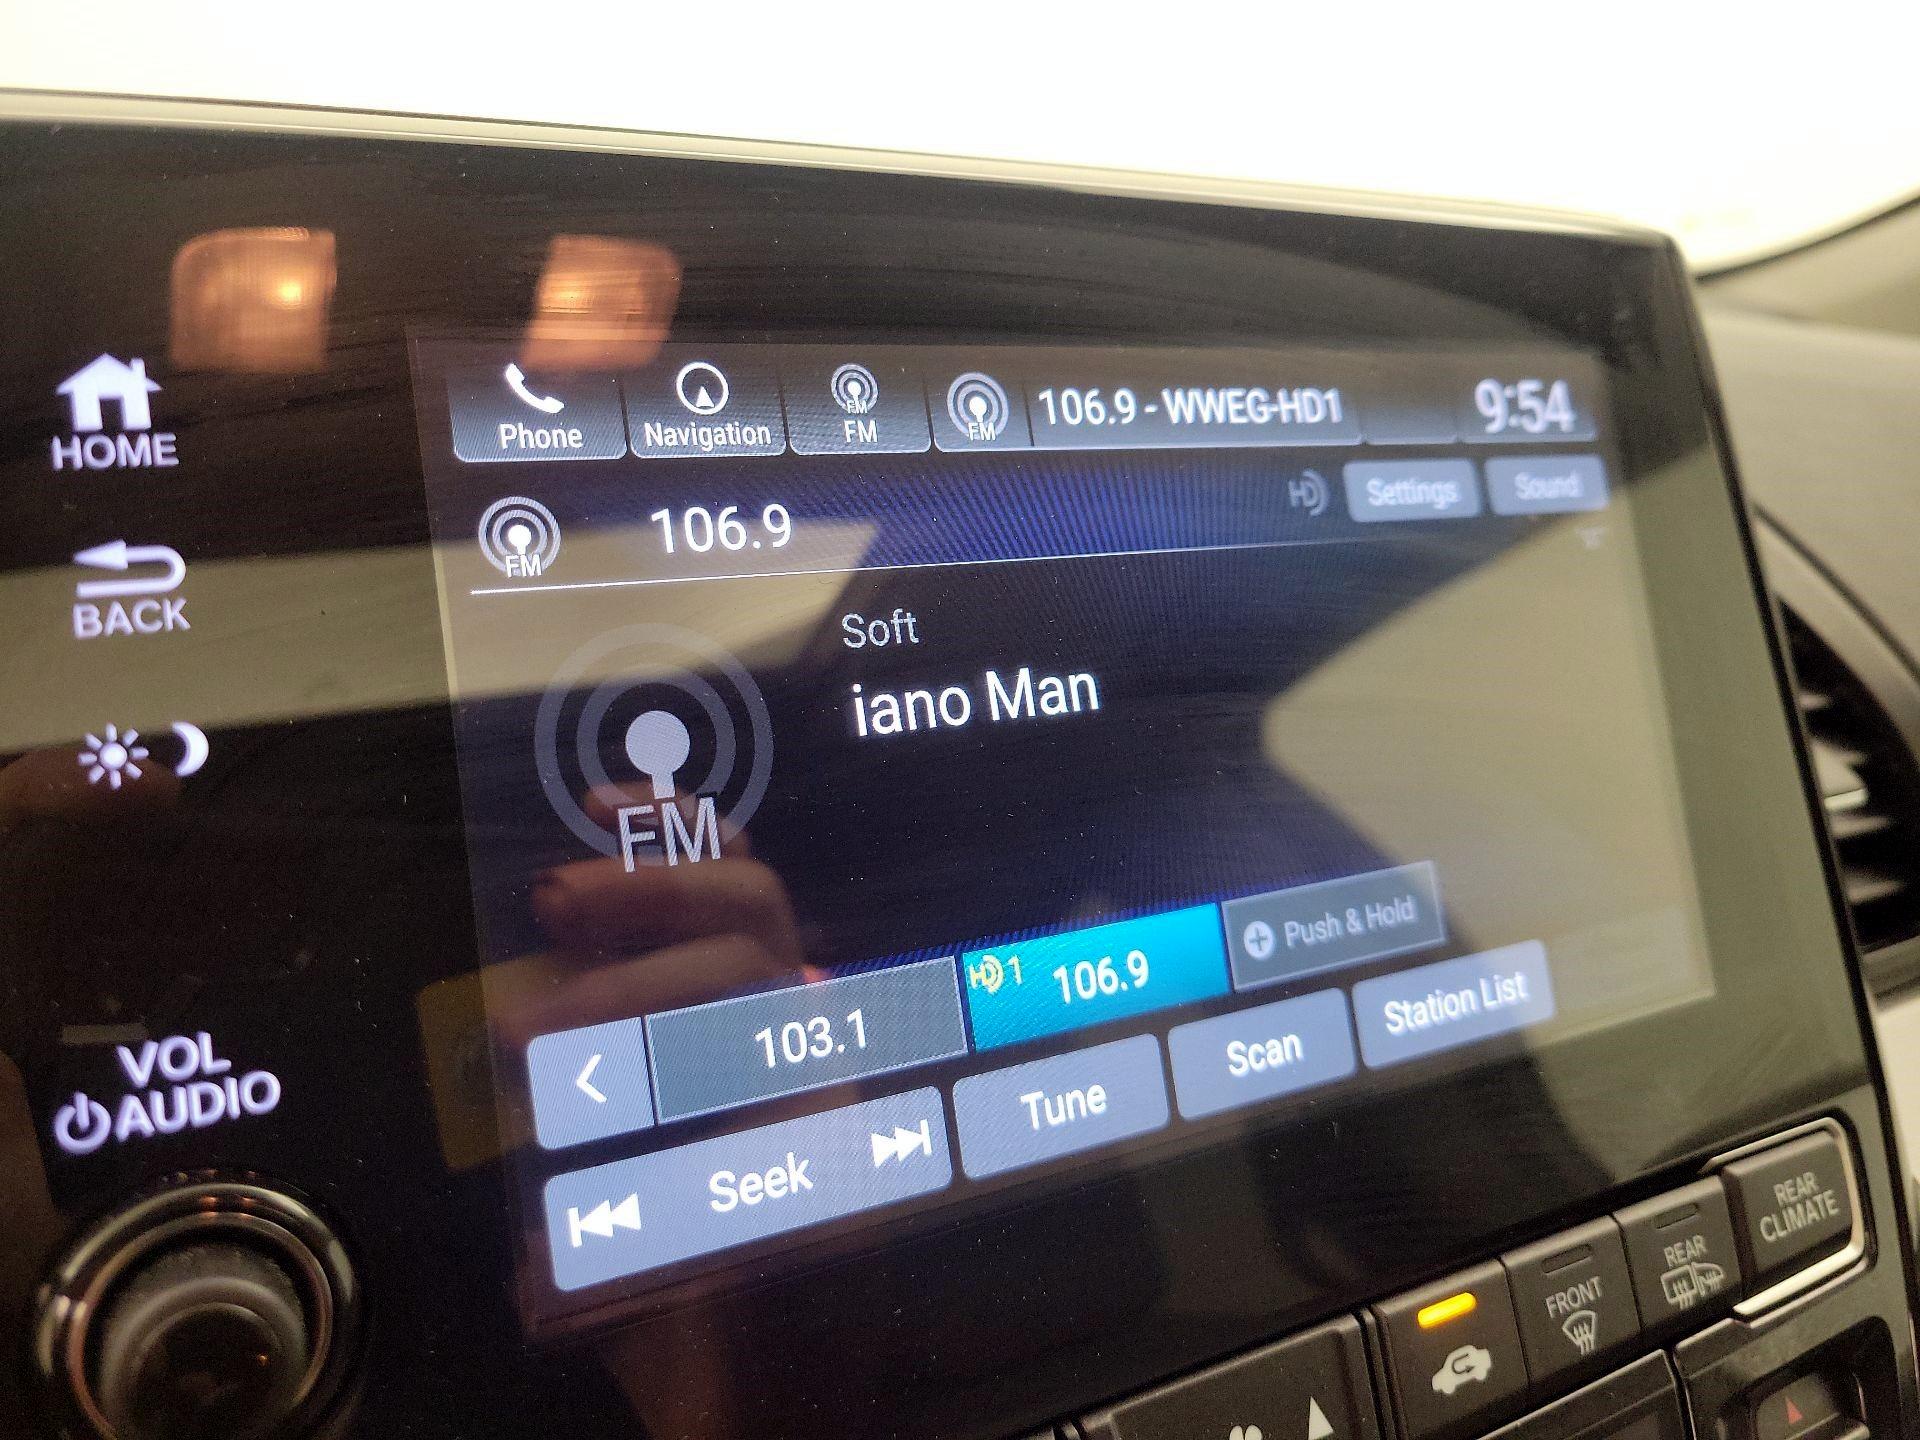 HOME
BACK
VOL
AUDIO
Phone
Navigation
FM
FM
FM
106.9 - WWEG-HD1
9:54
FM
106.9
HD
Settings
Sound
Soft
iano Man
FM
103.1
HD 1 106.9
Push & Hold
Seek
Tune
Scan
Station List
FRONT
REAR
REAR
CLIMATE